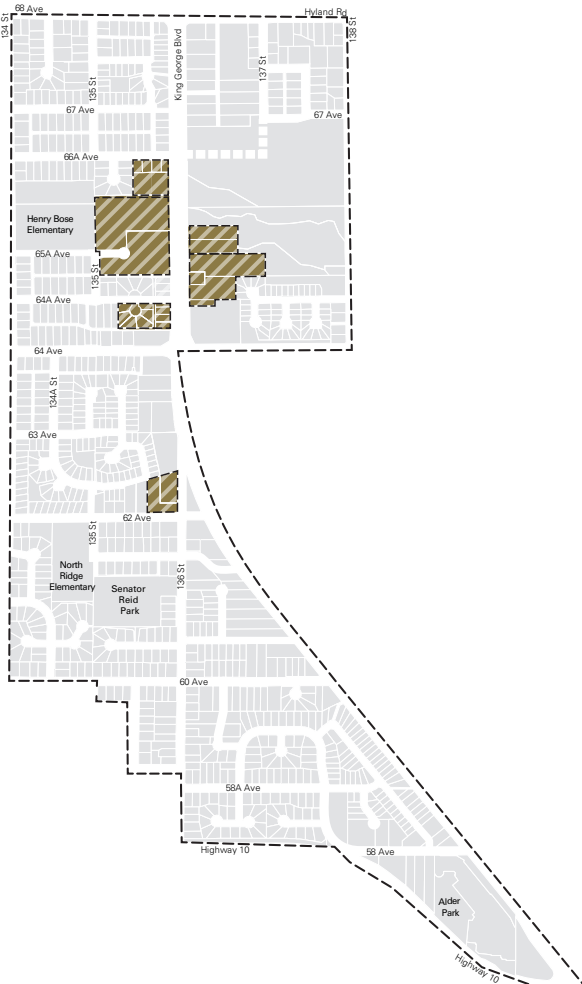 68 Ave
Hyland Rd
134 St
138 St
King George Blvd
137 St
135 St
67 Ave
67 Ave
66A Ave
Henry Bose
Elementary
65A Ave
135 St
64A Ave
64 Ave
134A St
63 Ave
62 Ave
135 St
North
Ridge
Elementary
Senator
Reid
Park
136 St
60 Ave
58A Ave
Highway 10
58 Ave
Alder
Park
Highway 10